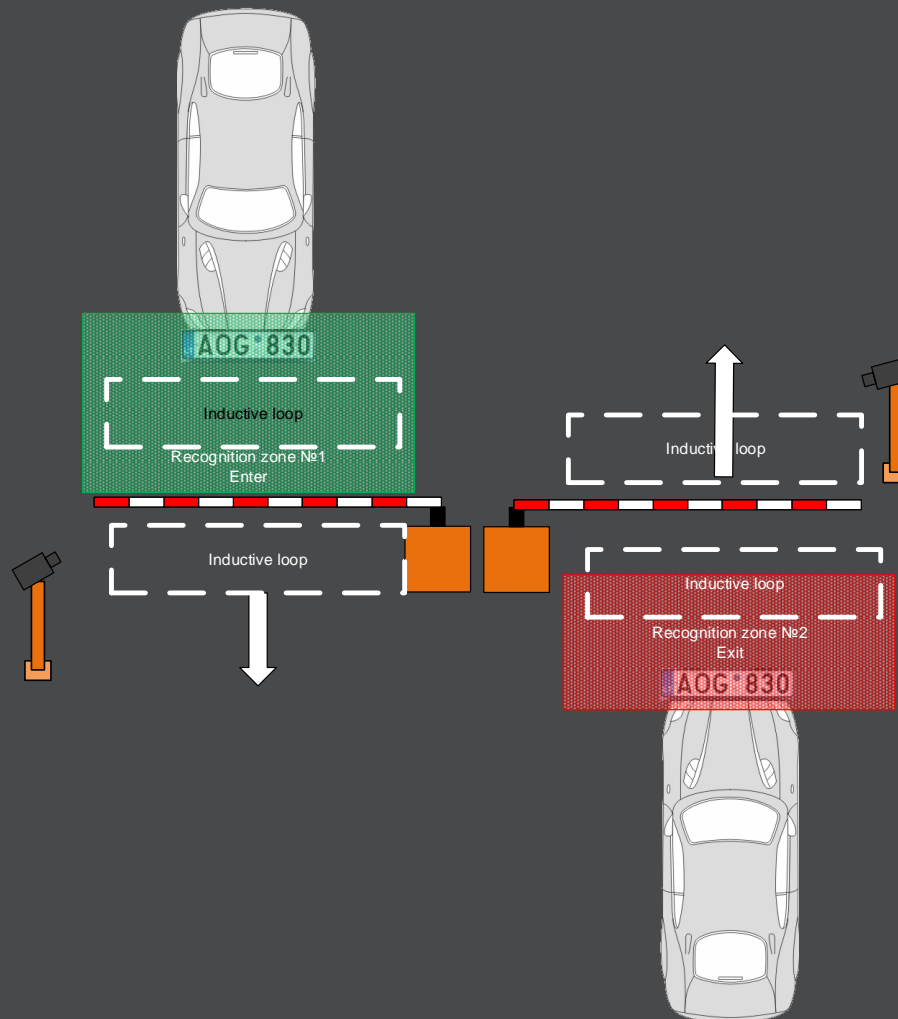 AOG 830
Inductive loop
Recognition zone №1
Enter
Inductive loop
Inductive loop
Inductive loop
Recognition zone №2
Exit
AOG 830